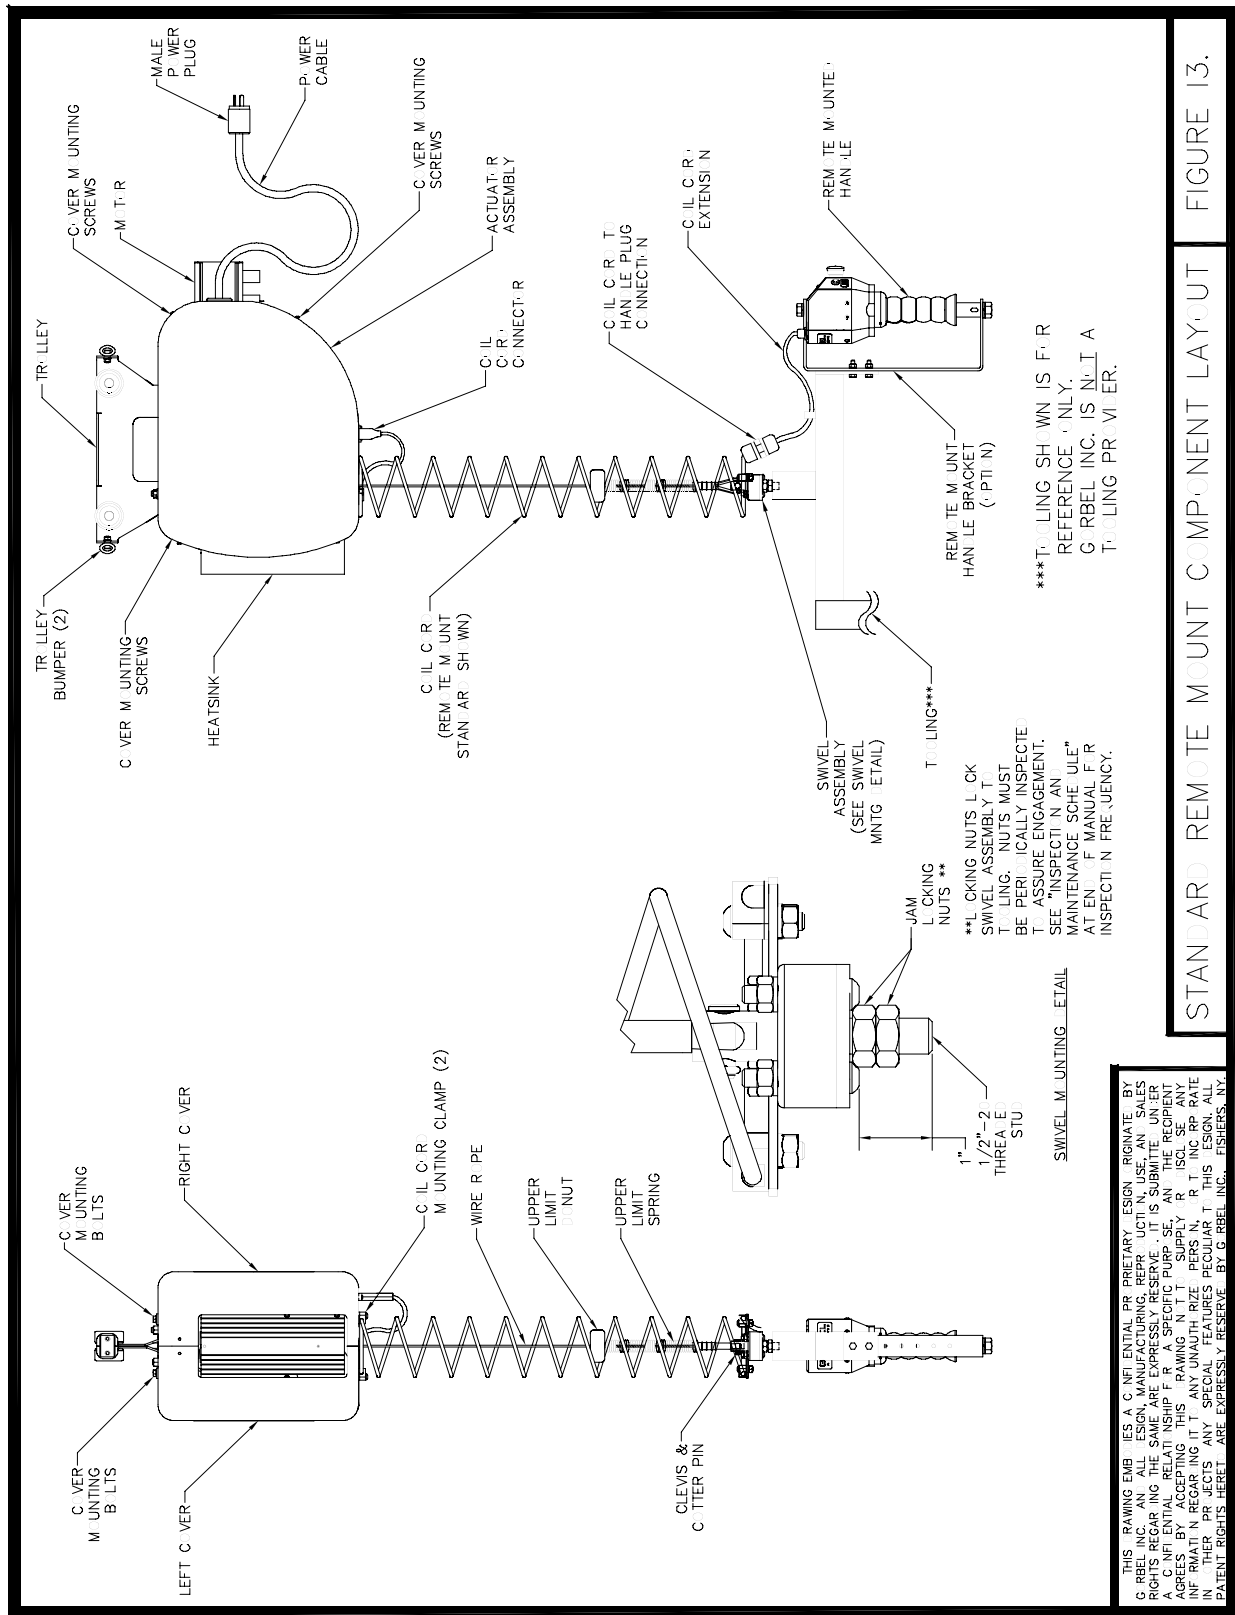 COVER
MOUNTING
BOLTS
LEFT COVER
COVER
MOUNTING
BOLTS
RIGHT COVER
COIL CORD
MOUNTING CLAMP (2)
WIRE ROPE
UPPER
LIMIT
DONUT
UPPER
LIMIT
SPRING
CLEVIS &
COTTER PIN
1"
1/2"-20
THREADED
STUD
SWIVEL MOUNTING DETAIL
JAM
LOCKING
NUTS **
**LOCKING NUTS LOCK
SWIVEL ASSEMBLY TO
TOOLING. NUTS MUST
BE PERIODICALLY INSPECTED
TO ASSURE ENGAGEMENT.
SEE "INSPECTION AND
MAINTENANCE SCHEDULE"
AT END OF MANUAL FOR
INSPECTION FREQUENCY.
TROLLEY
BUMPER (2)
TROLLEY
COVER MOUNTING
SCREWS
MOTOR
MALE
POWER
PLUG
POWER
CABLE
COVER MOUNTING
SCREWS
HEATSINK
COVER MOUNTING
SCREWS
ACTUATOR
ASSEMBLY
COIL
CORD
CONNECTOR
COIL CORD
(REMOTE MOUNT
STANDARD SHOWN)
COIL CORD TO
HANDLE PLUG
CONNECTION
COIL CORD
EXTENSION
REMOTE MOUNTED
HANDLE
SWIVEL
ASSEMBLY
(SEE SWIVEL
MNTG DETAIL)
TOOLING***
REMOTE MOUNT
HANDLE BRACKET
(OPTION)
***TOOLING SHOWN IS FOR
REFERENCE ONLY.
GORBEL INC. IS NOT A
TOOLING PROVIDER.
THIS DRAWING EMBODIES A CONFIDENTIAL PROPRIETARY DESIGN ORIGINATED BY
GORBEL INC. AND ALL DESIGN, MANUFACTURING, REPRODUCTION, USE, AND SALES
RIGHTS REGARDING THE SAME ARE EXPRESSLY RESERVED. IT IS SUBMITTED UNDER
A CONFIDENTIAL RELATIONSHIP FOR A SPECIFIC PURPOSE, AND THE RECIPIENT
AGREES BY ACCEPTING THIS DRAWING NOT TO SUPPLY OR DISCLOSE ANY
INFORMATION REGARDING IT TO ANY UNAUTHORIZED PERSON, OR TO INCORPORATE
IN OTHER PROJECTS ANY SPECIAL FEATURES PECULIAR TO THIS DESIGN. ALL
PATENT RIGHTS HERETO ARE EXPRESSLY RESERVED BY GORBEL INC., FISHERS, NY.
STANDARD REMOTE MOUNT COMPONENT LAYOUT
FIGURE 13.